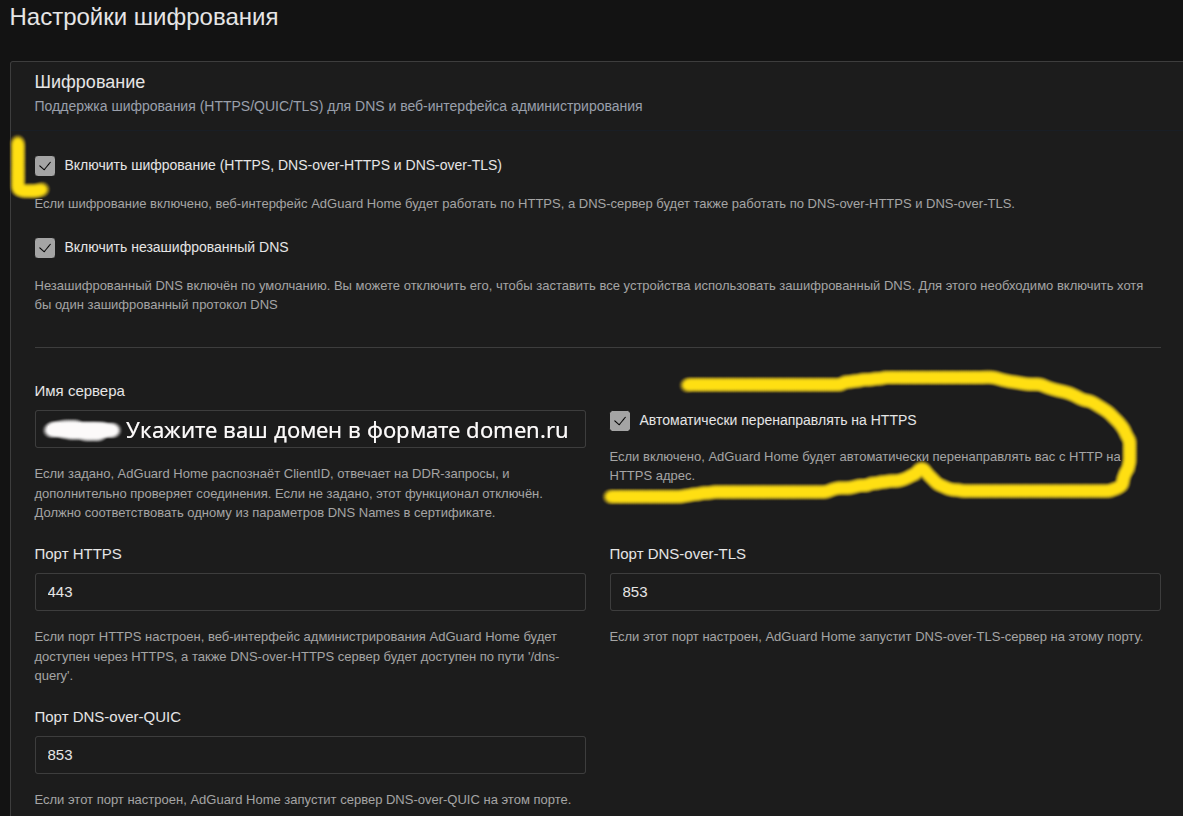 Настройки шифрования
Шифрование
Поддержка шифрования (HTTPS/QUIC/TLS) для DNS и веб-интерфейса администрирования
Включить шифрование (HTTPS, DNS-over-HTTPS и DNS-over-TLS)
Если шифрование включено, веб-интерфейс AdGuard Home будет работать по HTTPS, а DNS-сервер будет также работать по DNS-over-HTTPS и DNS-over-TLS.
Включить незашифрованный DNS
Незашифрованный DNS включён по умолчанию. Вы можете отключить его, чтобы заставить все устройства использовать зашифрованный DNS. Для этого необходимо включить хотя
бы один зашифрованный протокол DNS
Имя сервера
Укажите ваш домен в формате domen.ru
Если задано, AdGuard Home распознаёт ClientID, отвечает на DDR-запросы, и
дополнительно проверяет соединения. Если не задано, этот функционал отключён.
Должно соответствовать одному из параметров DNS Names в сертификате.
Автоматически перенаправлять на HTTPS
Если включено, AdGuard Home будет автоматически перенаправлять вас с HTTP на
HTTPS адрес.
Порт HTTPS
443
Если порт HTTPS настроен, веб-интерфейс администрирования AdGuard Home будет
доступен через HTTPS, а также DNS-over-HTTPS сервер будет доступен по пути '/dns-
query'.
Порт DNS-over-TLS
853
Если этот порт настроен, AdGuard Home запустит DNS-over-TLS-сервер на этому порту.
Порт DNS-over-QUIC
853
Если этот порт настроен, AdGuard Home запустит сервер DNS-over-QUIC на этом порте.